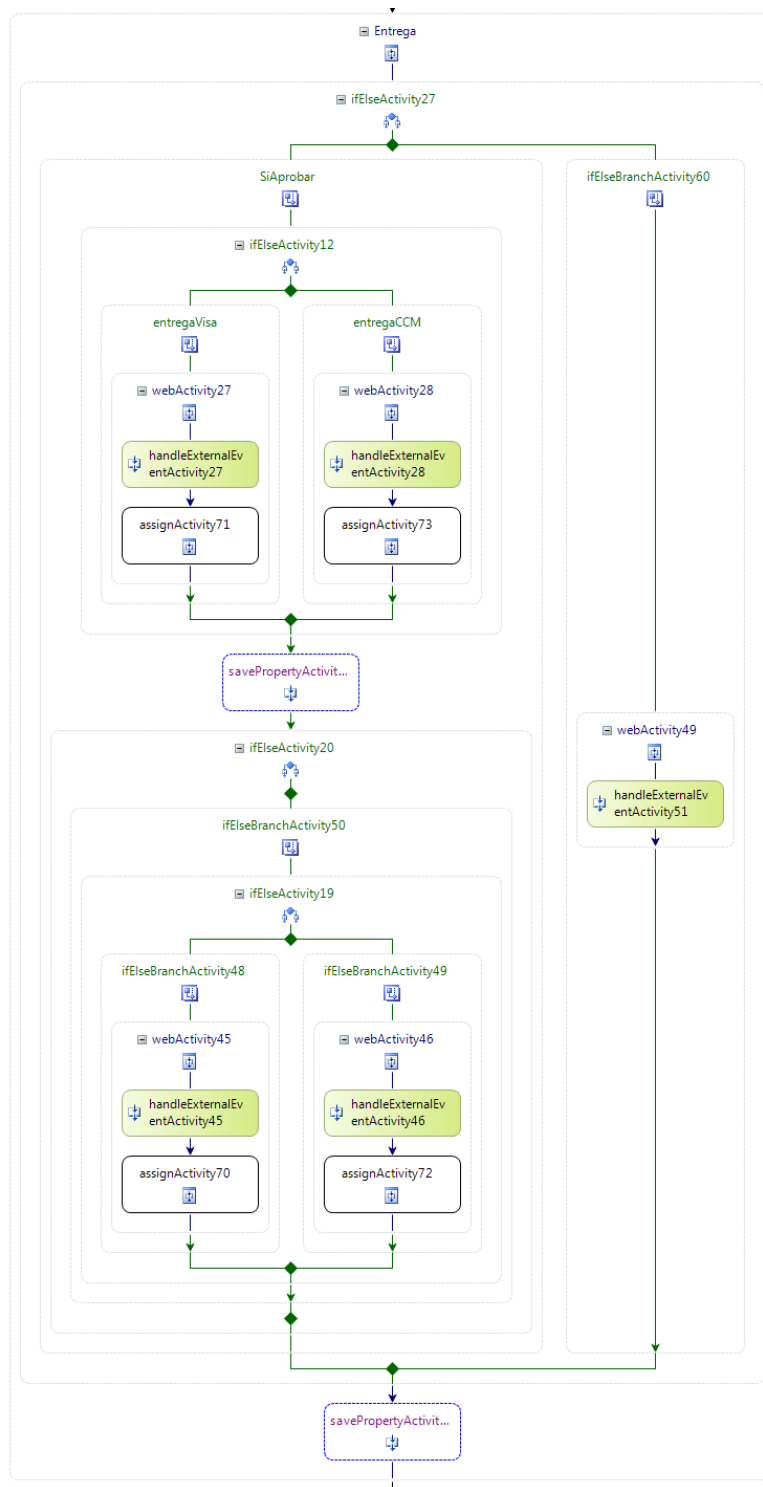 Entrega
ifElseActivity27
SiAprobar
ifElseBranchActivity60
ifElseActivity12
entregaVisa
entregaCCM
webActivity27
webActivity28
handleExternalEv
entActivity27
handleExternalEv
entActivity28
assignActivity71
assignActivity73
savePropertyActivit...
webActivity49
ifElseActivity20
handleExternalEv
entActivity51
ifElseBranchActivity50
ifElseActivity19
ifElseBranchActivity48
ifElseBranchActivity49
webActivity45
webActivity46
handleExternalEv
entActivity45
handleExternalEv
entActivity46
assignActivity70
assignActivity72
savePropertyActivit...